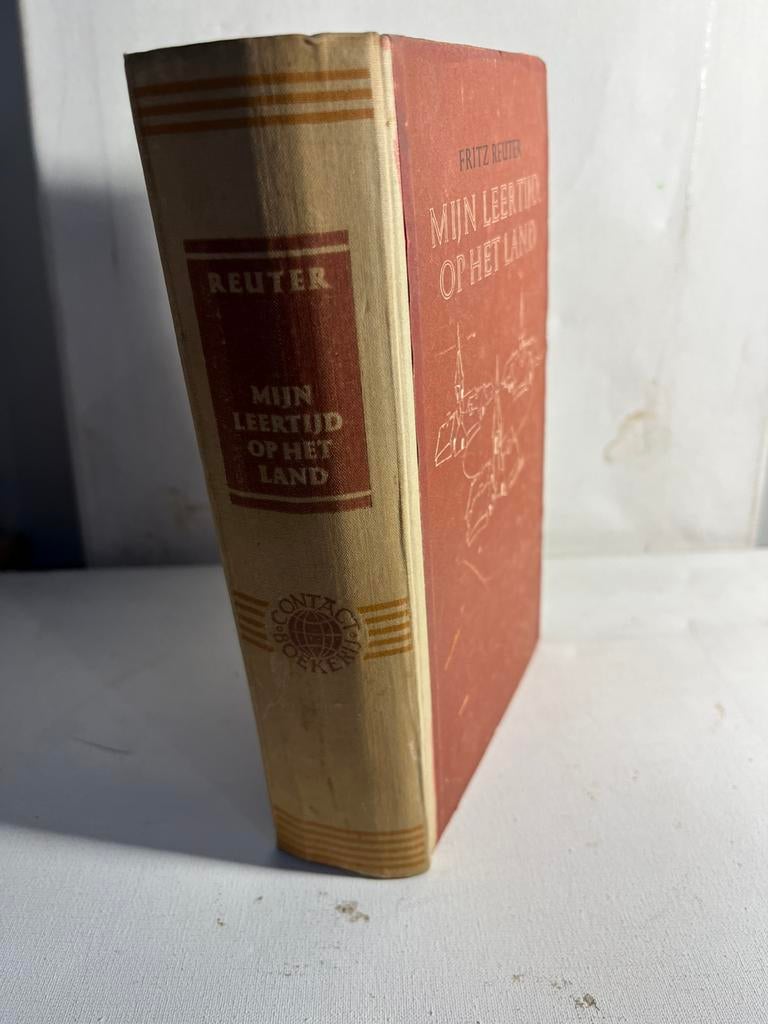 REUTER
MIJN
LEERTIJD
OP HET
LAND
CONTACT
BOEKERIJ
FRITZ REUTER
MIJN LEERTIJD
OP HET LAND